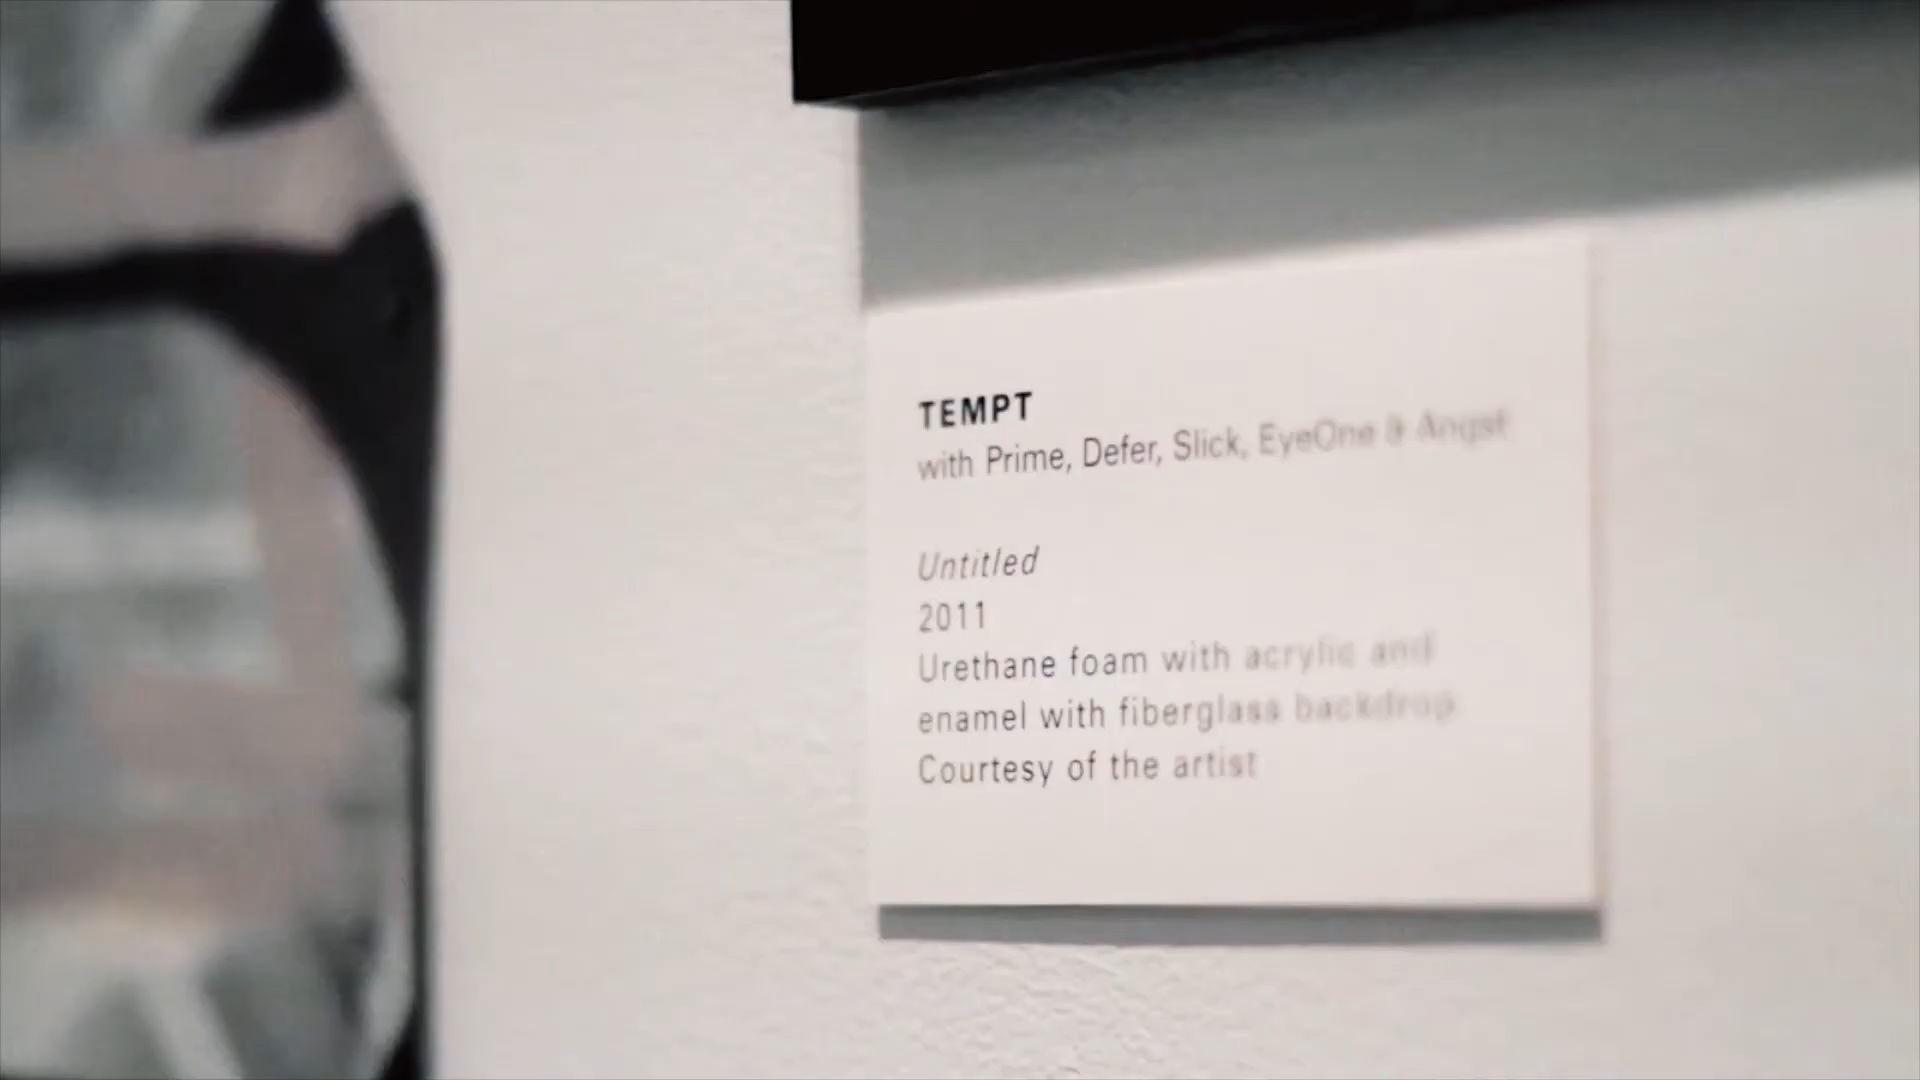 TEMPT
with Prime, Defer, Slick, EyeOne & Angst
Untitled
2011
Urethane foam with acrylic and
enamel with fiberglass backdrop
Courtesy of the artist